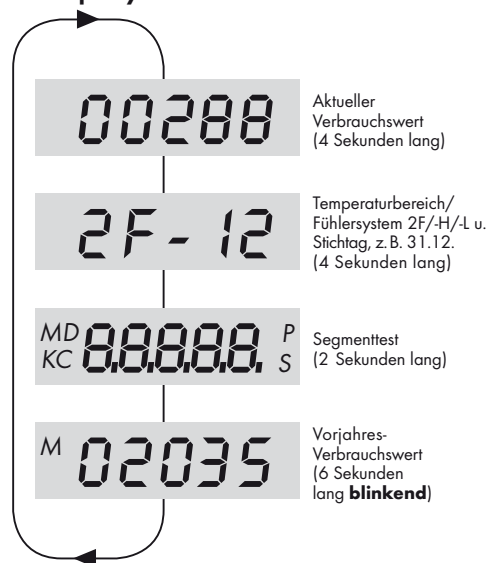 00288
Aktueller
Verbrauchswert
(4 Sekunden lang)
2F-12
Temperaturbereich/
Fühlersystem 2F/-H/-L u.
Stichtag, z. B. 31.12.
(4 Sekunden lang)
MD 8.8.8.8.8. P
KC S
Segmenttest
(2 Sekunden lang)
M 02035
Vorjahres-
Verbrauchswert
(6 Sekunden
lang blinkend)